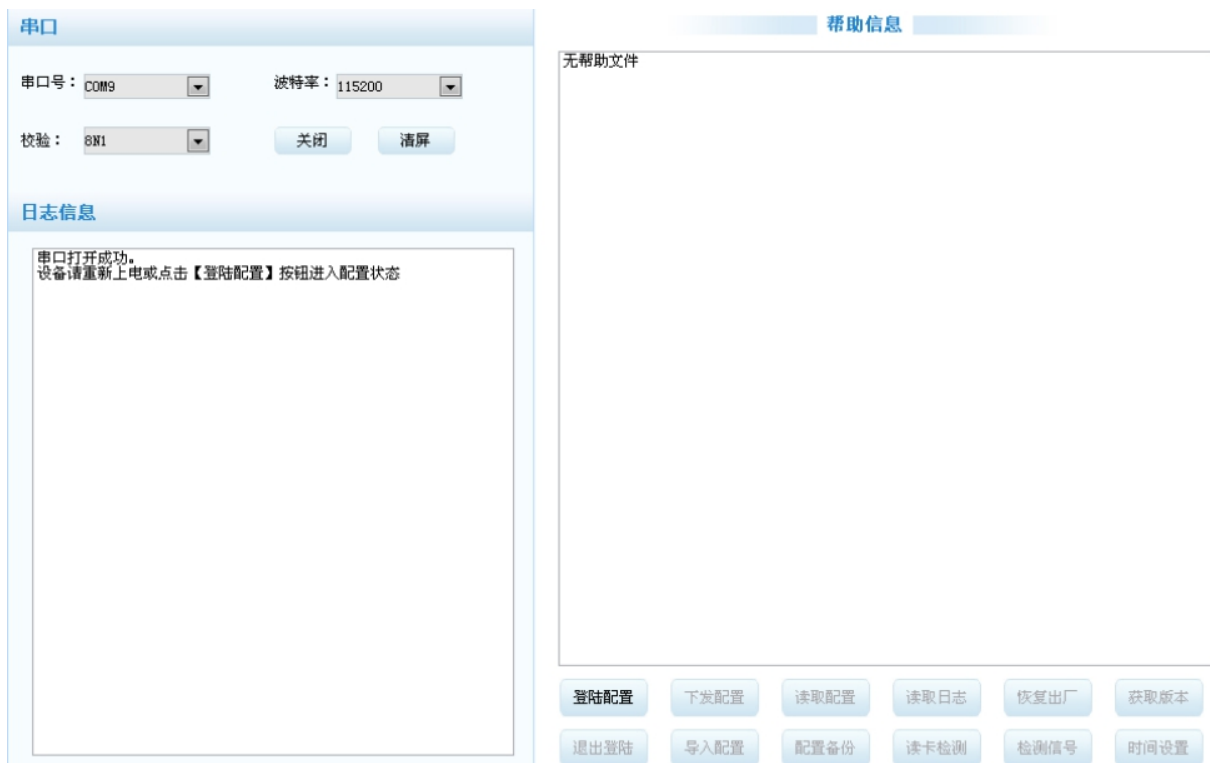 串口
串口号： COM9 波特率： 115200
校验： 8N1 关闭 清屏
日志信息
串口打开成功。
设备请重新上电或点击【登陆配置】按钮进入配置状态
帮助信息
无帮助文件
登陆配置 下发配置 读取配置 读取日志 恢复出厂 获取版本
退出登陆 导入配置 配置备份 读卡检测 检测信号 时间设置